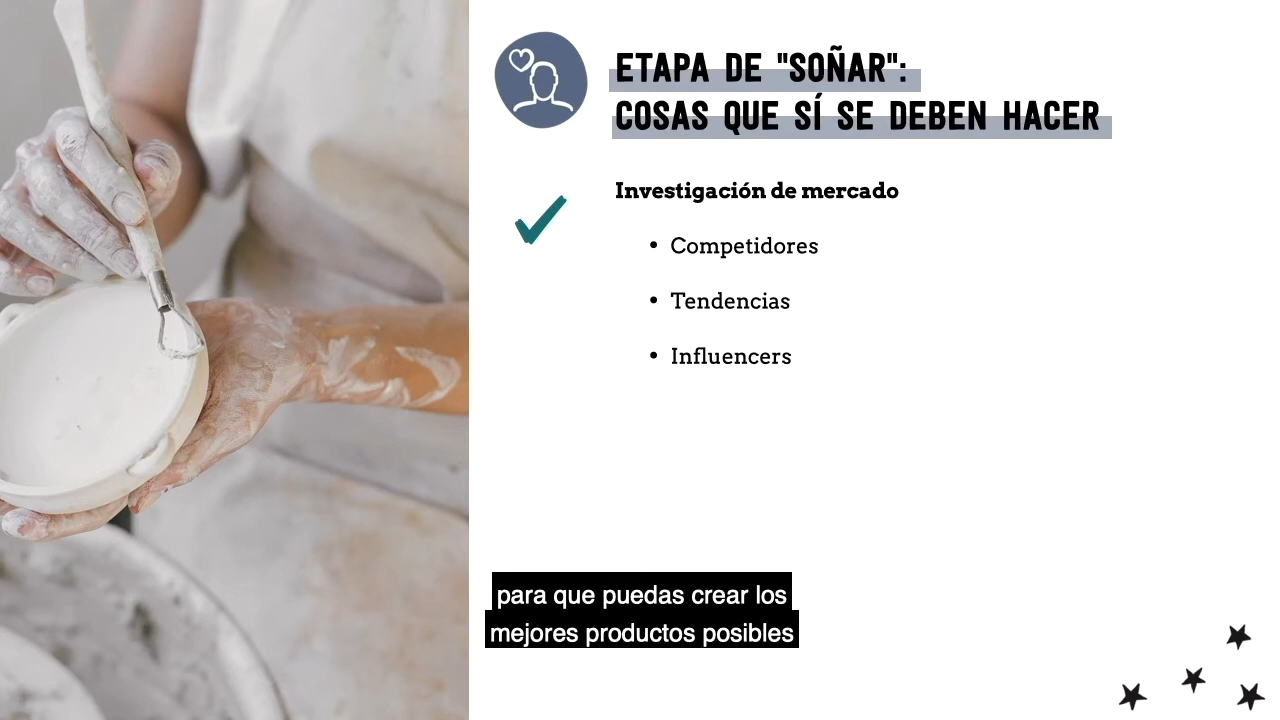 ETAPA DE "SOÑAR":
COSAS QUE SÍ SE DEBEN HACER
Investigación de mercado
• Competidores
• Tendencias
• Influencers
para que puedas crear los
mejores productos posibles